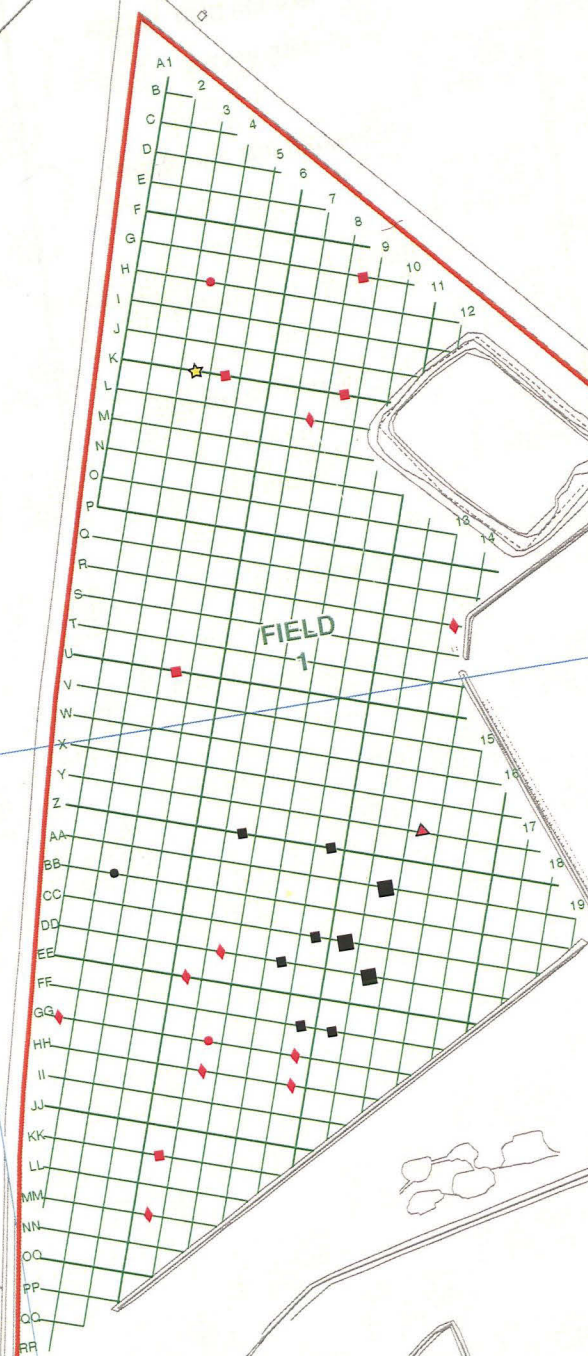 A1
B
2
C
3
4
D
5
E
6
7
F
8
G
9
H
10
11
I
12
J
K
L
M
N
O
P
Q
13
14
R
S
T
FIELD
1
U
V
W
X
15
Y
16
Z
17
AA
BB
18
CC
19
DD
EE
FF
GG
HH
II
JJ
KK
LL
MM
NN
OO
PP
QQ
RR